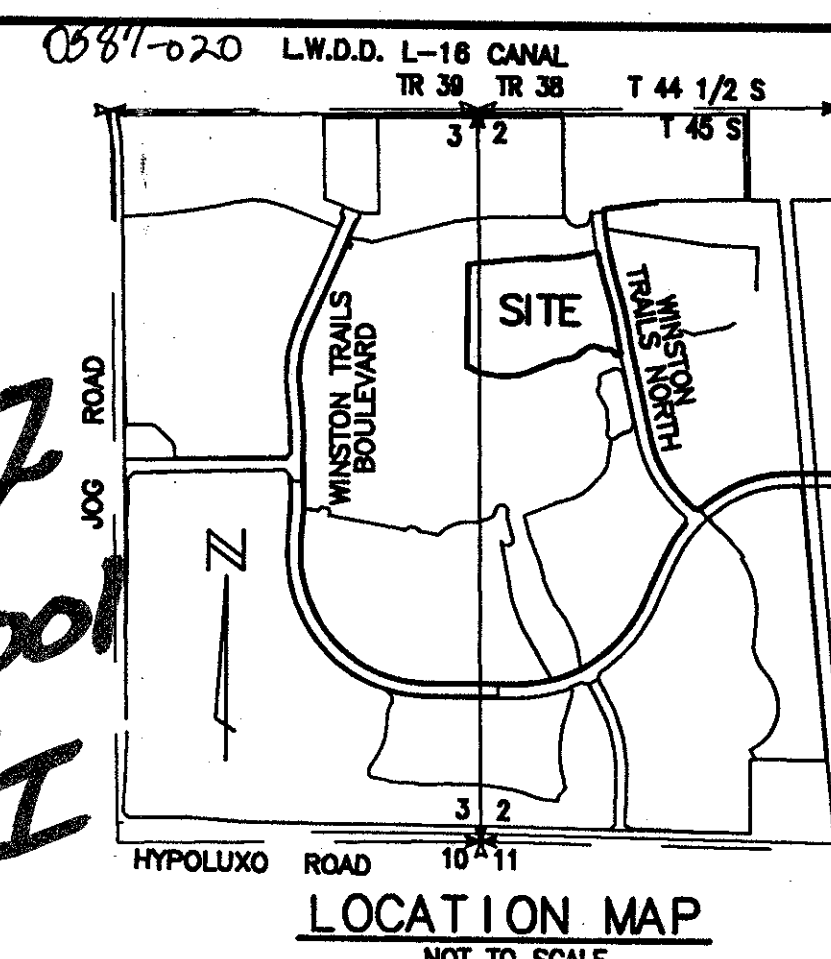 0587-020 L.W.D.D. L-16 CANAL
TR 39 TR 38 T 44 1/2 S
3 2 T 45 S
SITE
WINSTON TRAILS NORTH
WINSTON TRAILS BOULEVARD
JOG ROAD
N
3 2
HYPOLUXO ROAD 10 11
LOCATION MAP
NOT TO SCALE